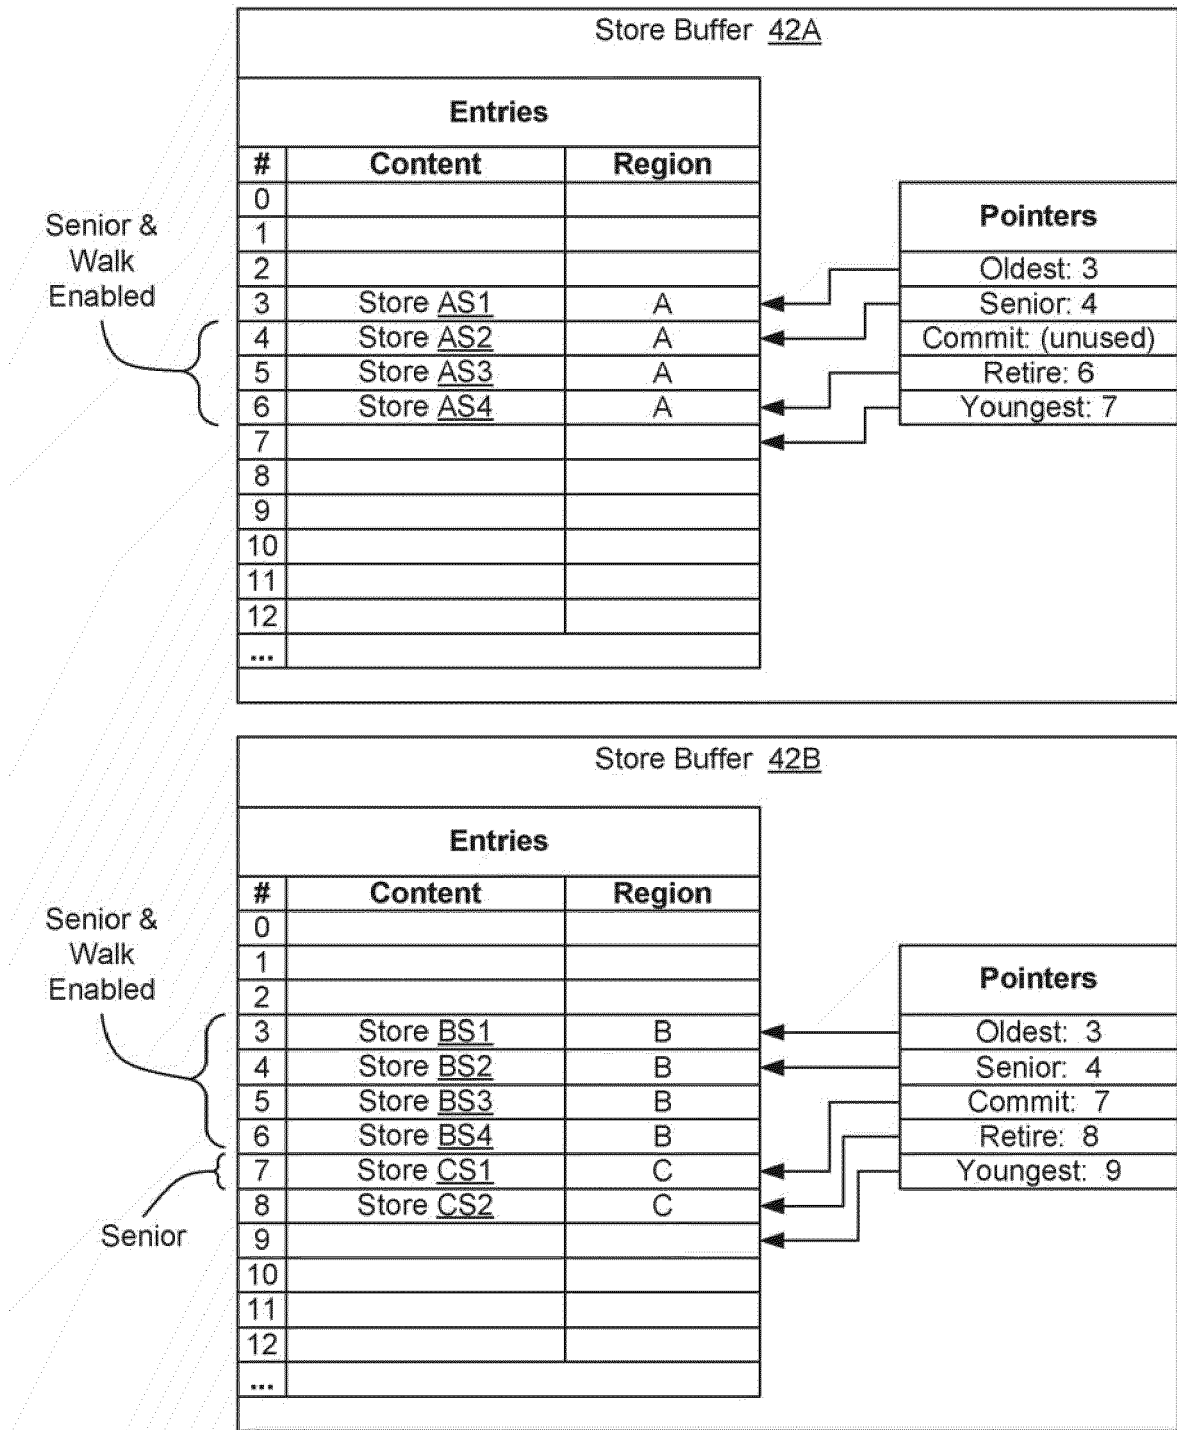 Store Buffer 42A
Entries
# Content Region
0
1
2
3 Store AS1 A
4 Store AS2 A
5 Store AS3 A
6 Store AS4 A
7
8
9
10
11
12
...
Senior &
Walk
Enabled
Pointers
Oldest: 3
Senior: 4
Commit: (unused)
Retire: 6
Youngest: 7
Store Buffer 42B
Entries
# Content Region
0
1
2
3 Store BS1 B
4 Store BS2 B
5 Store BS3 B
6 Store BS4 B
7 Store CS1 C
8 Store CS2 C
9
10
11
12
...
Senior &
Walk
Enabled
Senior
Pointers
Oldest: 3
Senior: 4
Commit: 7
Retire: 8
Youngest: 9